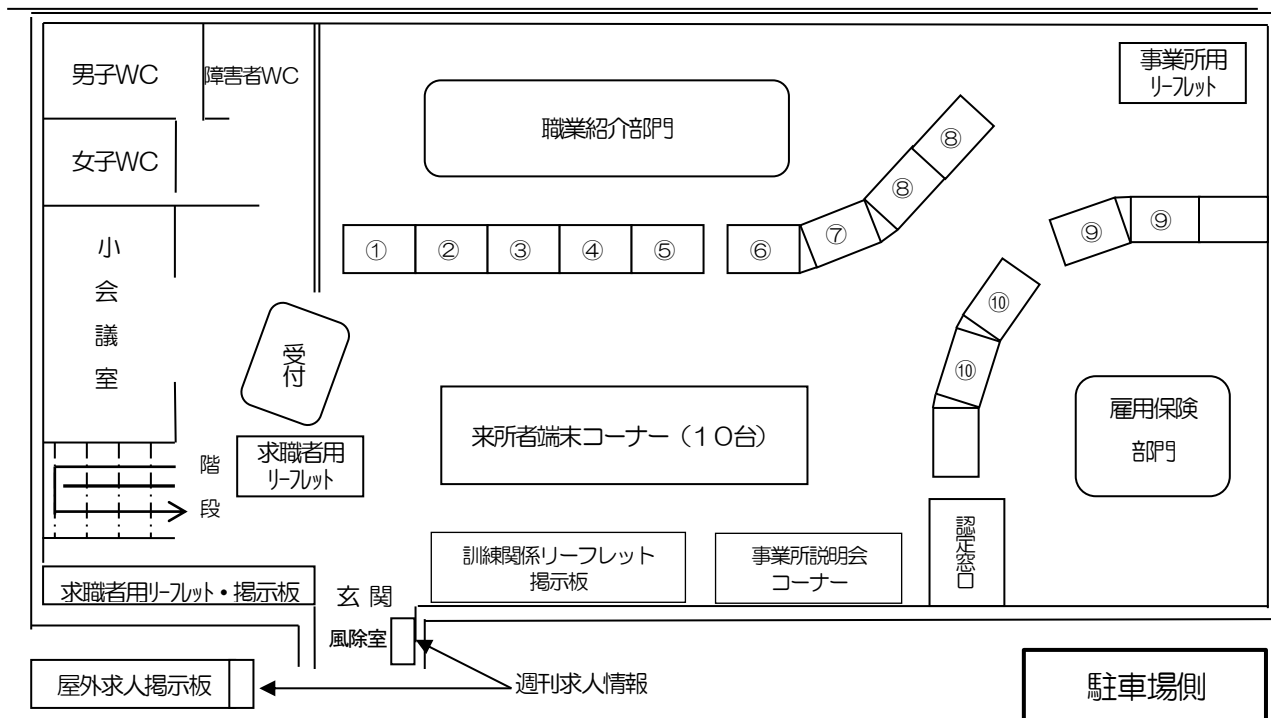 男子WC
障害者WC
事業所用
リーフレット
職業紹介部門
女子WC
⑧
⑧
⑦
⑨
⑨
①
②
③
④
⑤
⑥
小会議室
⑩
⑩
受付
雇用保険
部門
来所者端末コーナー（１０台）
求職者用
リーフレット
階段
認定窓口
訓練関係リーフレット
掲示板
事業所説明会
コーナー
求職者用リーフレット・掲示板
玄関
風除室
屋外求人掲示板
週刊求人情報
駐車場側